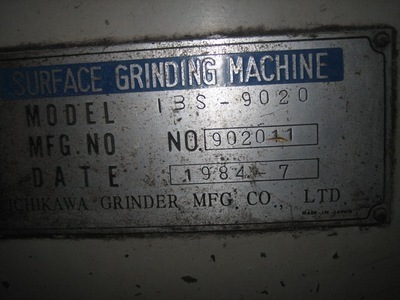 SURFACE GRINDING MACHINE
MODEL IBS-9020
MFG.NO NO. 902011
DATE 1984-7
ICHIKAWA GRINDER MFG. CO., LTD.
MADE IN JAPAN